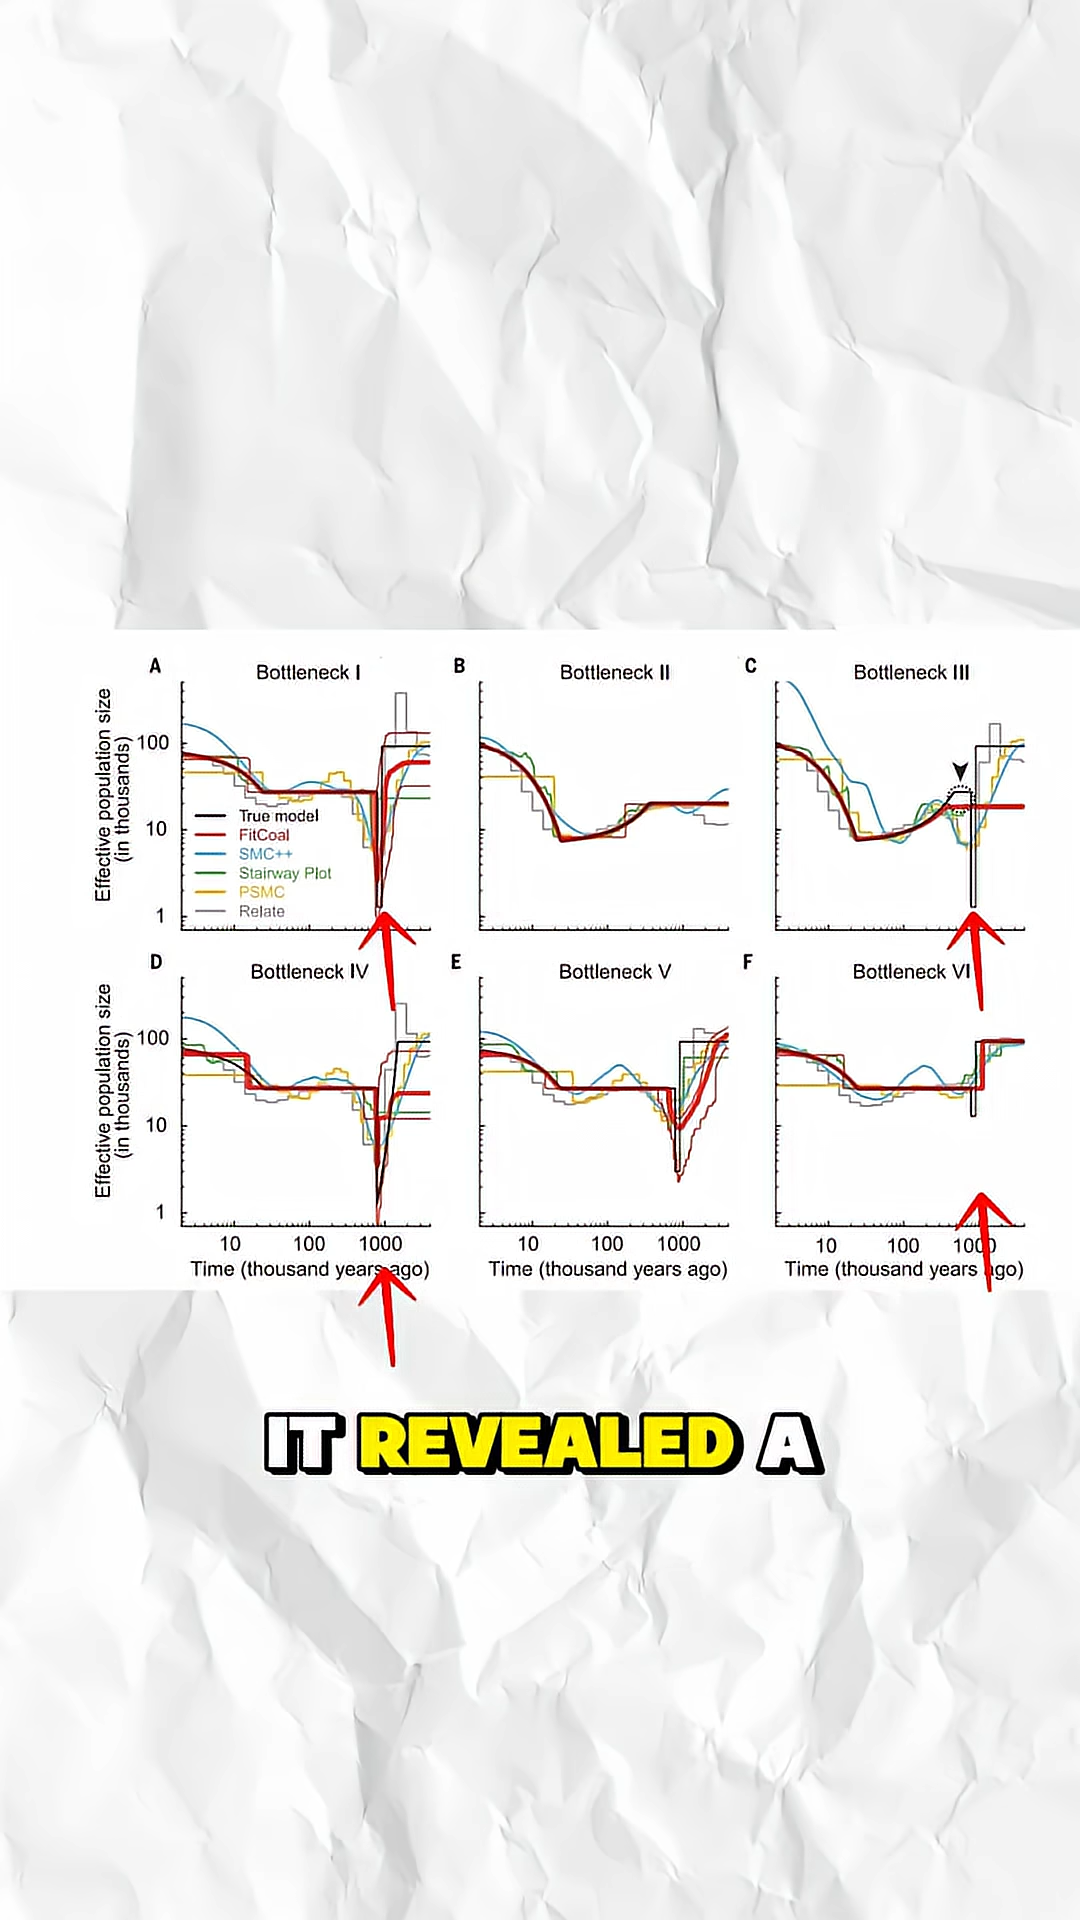 A Bottleneck I
B Bottleneck II
C Bottleneck III
Effective population size
(in thousands)
100
10
1
True model
FitCoal
SMC++
Stairway Plot
PSMC
Relate
D Bottleneck IV
E Bottleneck V
F Bottleneck VI
Effective population size
(in thousands)
100
10
1
10 100 1000
10 100 1000
10 100 1000
Time (thousand years ago)
Time (thousand years ago)
Time (thousand years ago)
IT REVEALED A